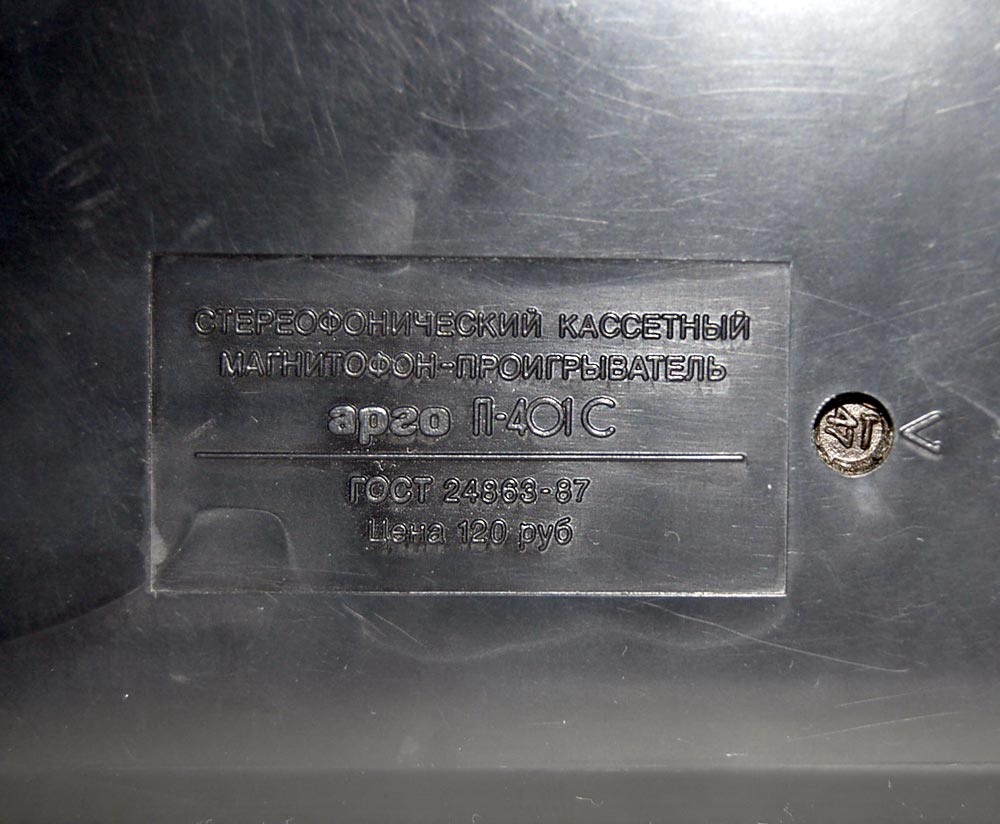 СТЕРЕОФОНИЧЕСКИЙ КАССЕТНЫЙ
МАГНИТОФОН-ПРОИГРЫВАТЕЛЬ
арго П-401С
ГОСТ 24863-87
Цена 120 руб